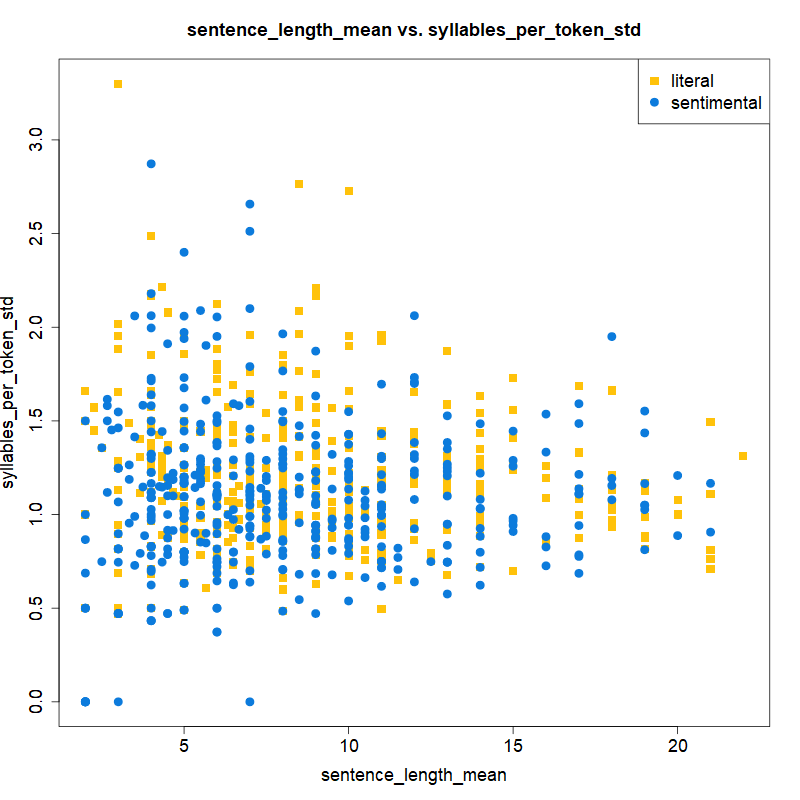 sentence_length_mean vs. syllables_per_token_std
literal
sentimental
syllables_per_token_std
3.0
2.5
2.0
1.5
1.0
0.5
0.0
5 10 15 20
sentence_length_mean